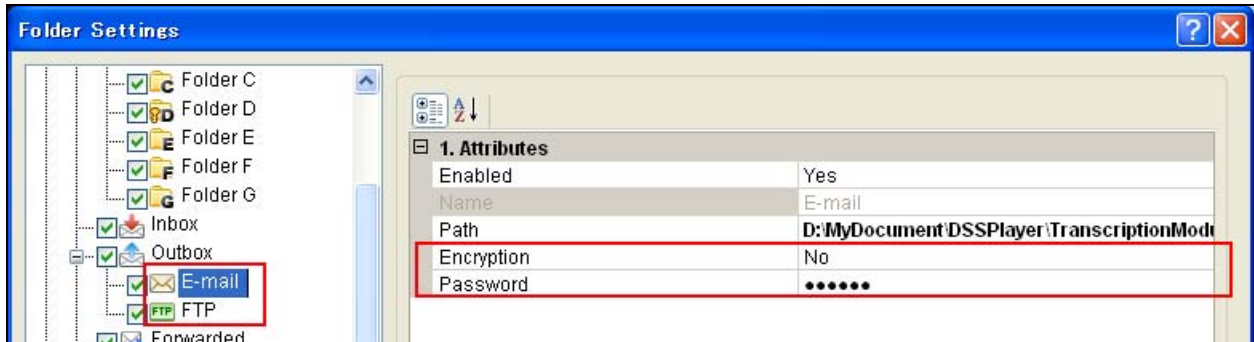 Folder Settings
Folder C
Folder D
Folder E
Folder F
Folder G
Inbox
Outbox
E-mail
FTP FTP
Forwarded
A
Z
1. Attributes
Enabled Yes
Name E-mail
Path D:\MyDocument\DSSPlayer\TranscriptionModu
Encryption No
Password ●●●●●●